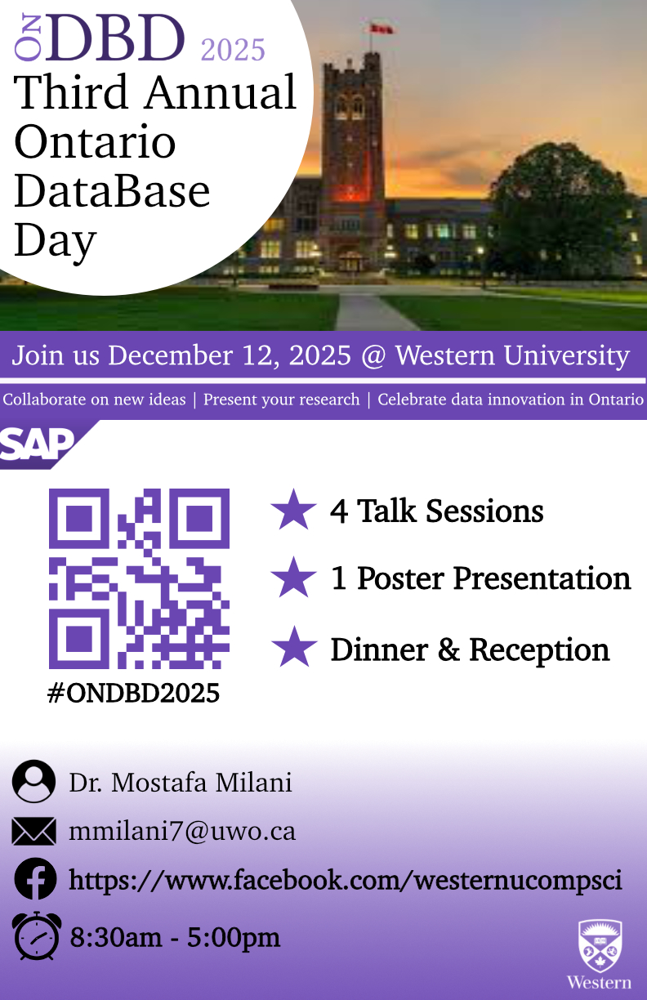 ONDBD 2025
Third Annual
Ontario
DataBase
Day
Join us December 12, 2025 @ Western University
Collaborate on new ideas | Present your research | Celebrate data innovation in Ontario
SAP
4 Talk Sessions
1 Poster Presentation
Dinner & Reception
#ONDBD2025
Dr. Mostafa Milani
mmilani7@uwo.ca
https://www.facebook.com/westernucompsci
8:30am - 5:00pm
Western